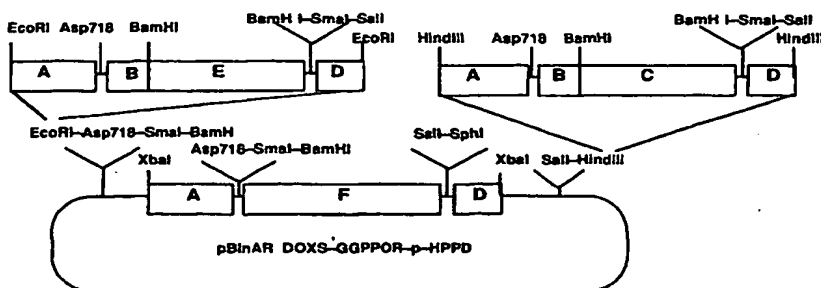 EcoRI Asp718 BamHI BamH I-SmaI-SalI EcoRI
A B E D
HindIII Asp718 BamHI BamH I-SmaI-SalI HindIII
A B C D
EcoRI-Asp718-SmaI-BamH
XbaI Asp718-SmaI-BamHI SalI-SphI XbaI SalI-HindIII
A F D
pBinAR DOXS-GGPPOR-p-HPPD